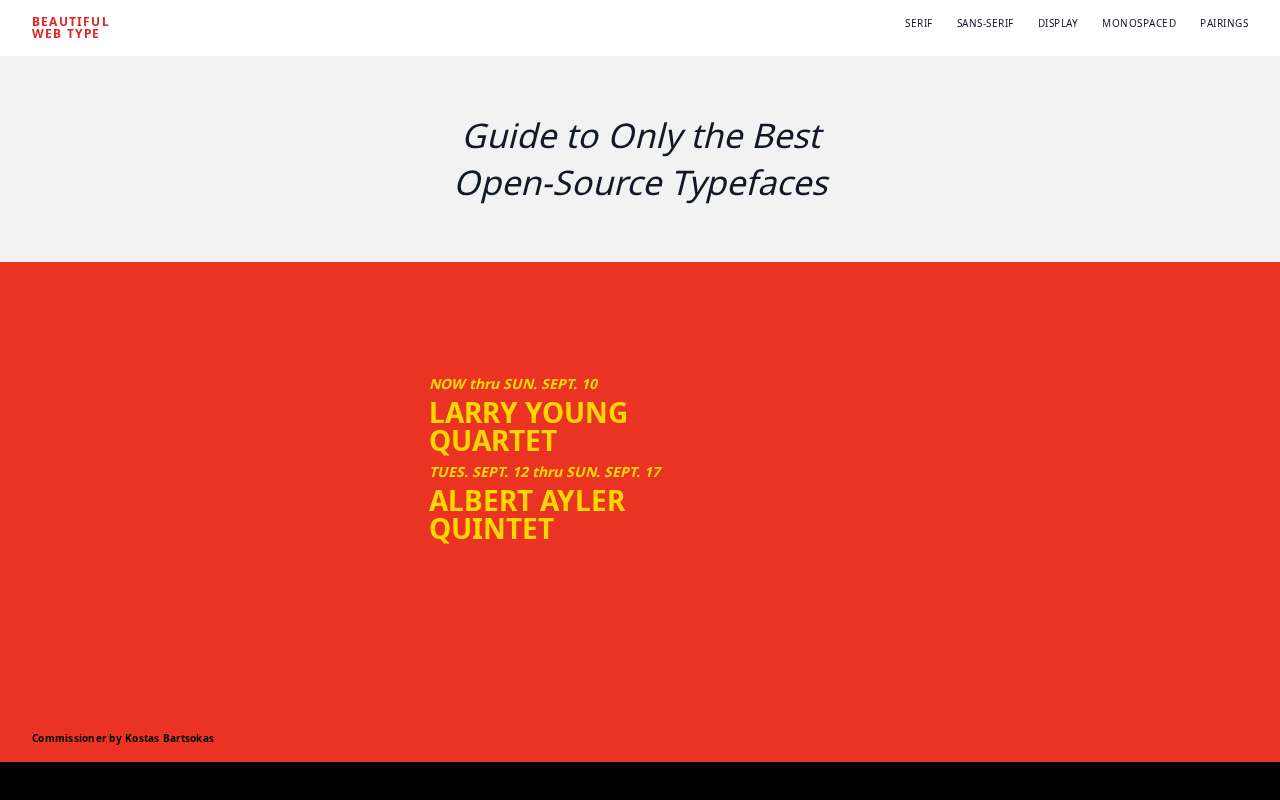 BEAUTIFUL
WEB TYPE
SERIF
SANS-SERIF
DISPLAY
MONOSPACED
PAIRINGS
Guide to Only the Best
Open-Source Typefaces
NOW thru SUN. SEPT. 10
LARRY YOUNG
QUARTET
TUES. SEPT. 12 thru SUN. SEPT. 17
ALBERT AYLER
QUINTET
Commissioner by Kostas Bartsokas